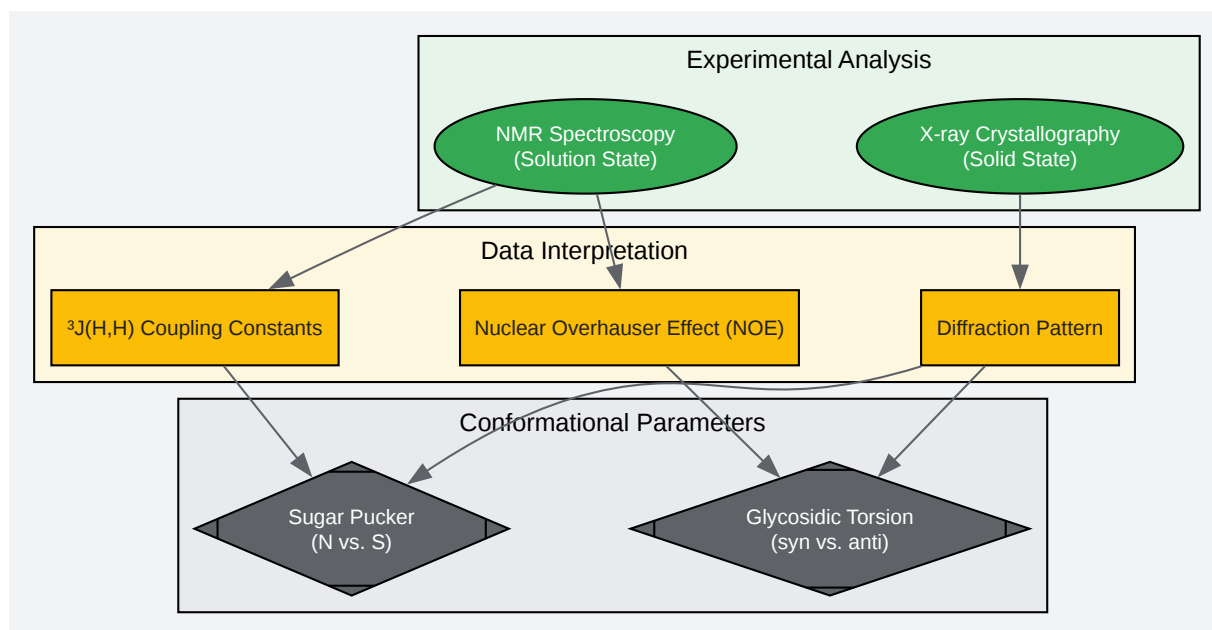 Experimental Analysis
NMR Spectroscopy
(Solution State)
X-ray Crystallography
(Solid State)
Data Interpretation
³J(H,H) Coupling Constants
Nuclear Overhauser Effect (NOE)
Diffraction Pattern
Conformational Parameters
Sugar Pucker
(N vs. S)
Glycosidic Torsion
(syn vs. anti)